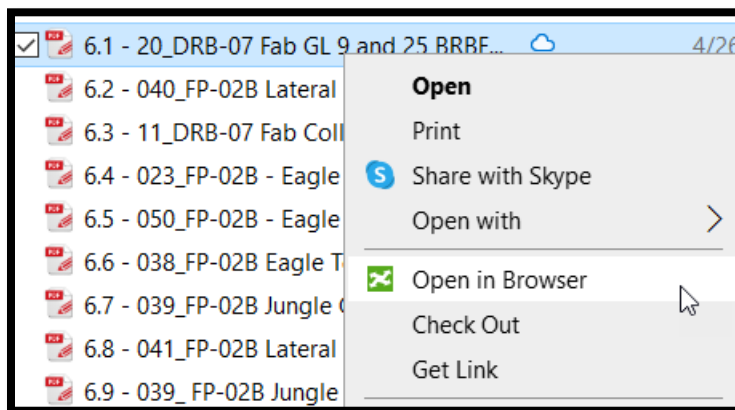 6.1 - 20_DRB-07 Fab GL 9 and 25 BRBF... 4/26
6.2 - 040_FP-02B Lateral
6.3 - 11_DRB-07 Fab Coll
6.4 - 023_FP-02B - Eagle
6.5 - 050_FP-02B - Eagle
6.6 - 038_FP-02B Eagle T
6.7 - 039_FP-02B Jungle
6.8 - 041_FP-02B Lateral
6.9 - 039_ FP-02B Jungle
Open
Print
Share with Skype
Open with
Open in Browser
Check Out
Get Link